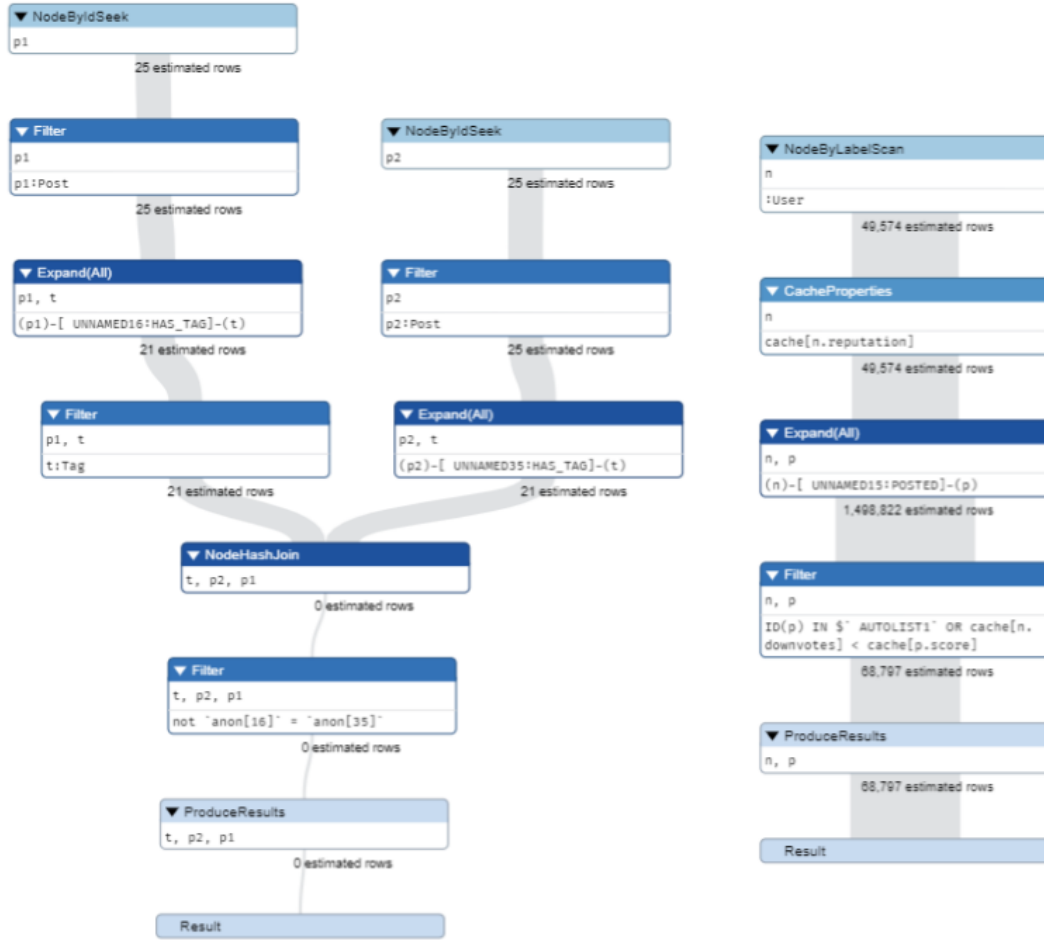 NodeByIdSeek
p1
25 estimated rows
Filter
p1
p1:Post
25 estimated rows
Expand(All)
p1, t
(p1)-[ UNNAMED16:HAS_TAG]-(t)
21 estimated rows
Filter
p1, t
t:Tag
21 estimated rows
NodeByIdSeek
p2
25 estimated rows
Filter
p2
p2:Post
25 estimated rows
Expand(All)
p2, t
(p2)-[ UNNAMED35:HAS_TAG]-(t)
21 estimated rows
NodeHashJoin
t, p2, p1
0 estimated rows
Filter
t, p2, p1
not `anon[16]` = `anon[35]`
0 estimated rows
ProduceResults
t, p2, p1
0 estimated rows
Result
NodeByLabelScan
n
:User
49,574 estimated rows
CacheProperties
n
cache[n.reputation]
49,574 estimated rows
Expand(All)
n, p
(n)-[ UNNAMED15:POSTED]-(p)
1,498,822 estimated rows
Filter
n, p
ID(p) IN $` AUTOLIST1` OR cache[n.
downvotes] < cache[p.score]
68,797 estimated rows
ProduceResults
n, p
68,797 estimated rows
Result